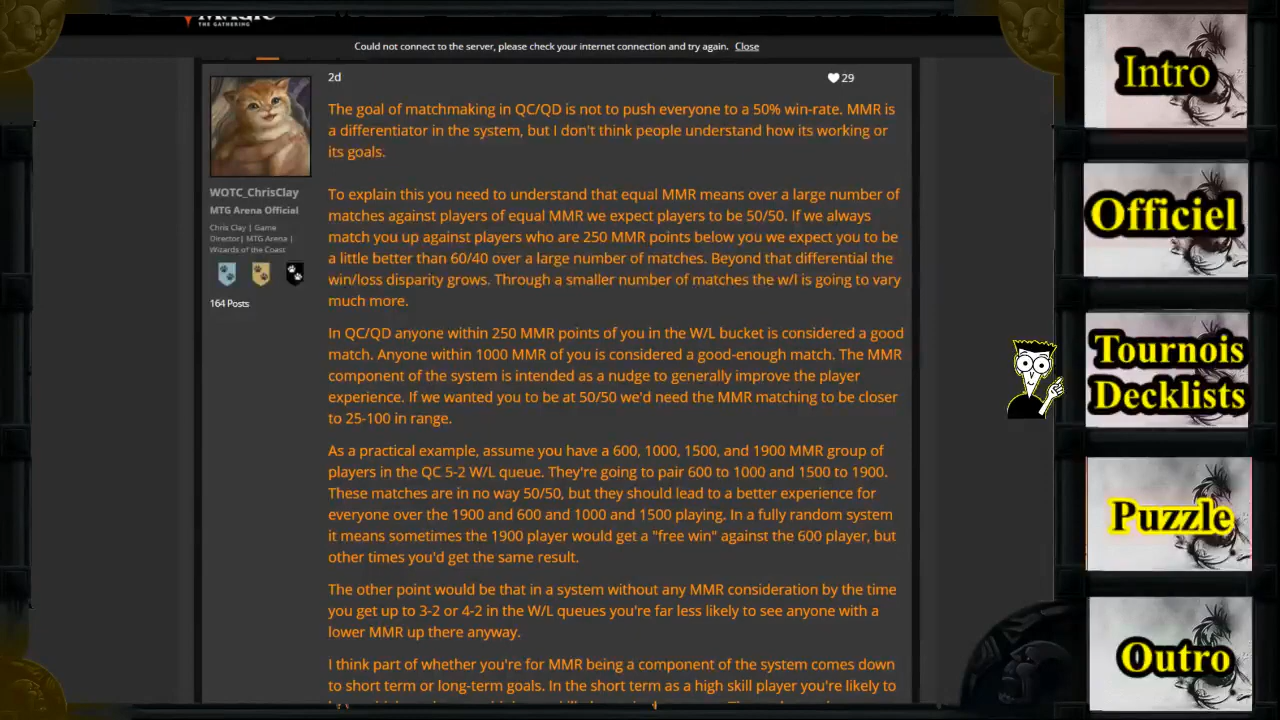 MAGIC
THE GATHERING
Could not connect to the server, please check your internet connection and try again. Close
2d
29
The goal of matchmaking in QC/QD is not to push everyone to a 50% win-rate. MMR is
a differentiator in the system, but I don't think people understand how its working or
its goals.
WOTC_ChrisClay
MTG Arena Official
Chris Clay | Game
Director| MTG Arena |
Wizards of the Coast
164 Posts
To explain this you need to understand that equal MMR means over a large number of
matches against players of equal MMR we expect players to be 50/50. If we always
match you up against players who are 250 MMR points below you we expect you to be
a little better than 60/40 over a large number of matches. Beyond that differential the
win/loss disparity grows. Through a smaller number of matches the w/l is going to vary
much more.
In QC/QD anyone within 250 MMR points of you in the W/L bucket is considered a good
match. Anyone within 1000 MMR of you is considered a good-enough match. The MMR
component of the system is intended as a nudge to generally improve the player
experience. If we wanted you to be at 50/50 we'd need the MMR matching to be closer
to 25-100 in range.
As a practical example, assume you have a 600, 1000, 1500, and 1900 MMR group of
players in the QC 5-2 W/L queue. They're going to pair 600 to 1000 and 1500 to 1900.
These matches are in no way 50/50, but they should lead to a better experience for
everyone over the 1900 and 600 and 1000 and 1500 playing. In a fully random system
it means sometimes the 1900 player would get a "free win" against the 600 player, but
other times you'd get the same result.
The other point would be that in a system without any MMR consideration by the time
you get up to 3-2 or 4-2 in the W/L queues you're far less likely to see anyone with a
lower MMR up there anyway.
I think part of whether you're for MMR being a component of the system comes down
to short term or long-term goals. In the short term as a high skill player you're likely to
Intro
Officiel
Tournois
Decklists
Puzzle
Outro